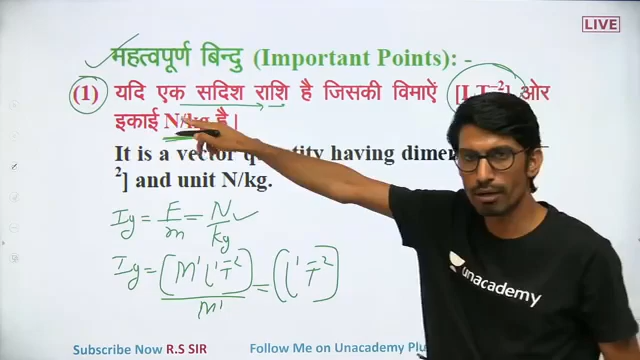 LIVE
महत्वपूर्ण बिन्दु (Important Points): -
(1) यदि एक सदिश राशि है जिसकी विमाऐं [LT⁻²] ओर
इकाई N/kg है।
It is a vector quantity having dimen
²] and unit N/kg.
Ig = F/m = N/kg ✓
Ig = [M¹L¹T⁻²]/M¹ = [L¹T⁻²]
unacademy
Subscribe Now R.S SIR Follow Me on Unacademy Plu